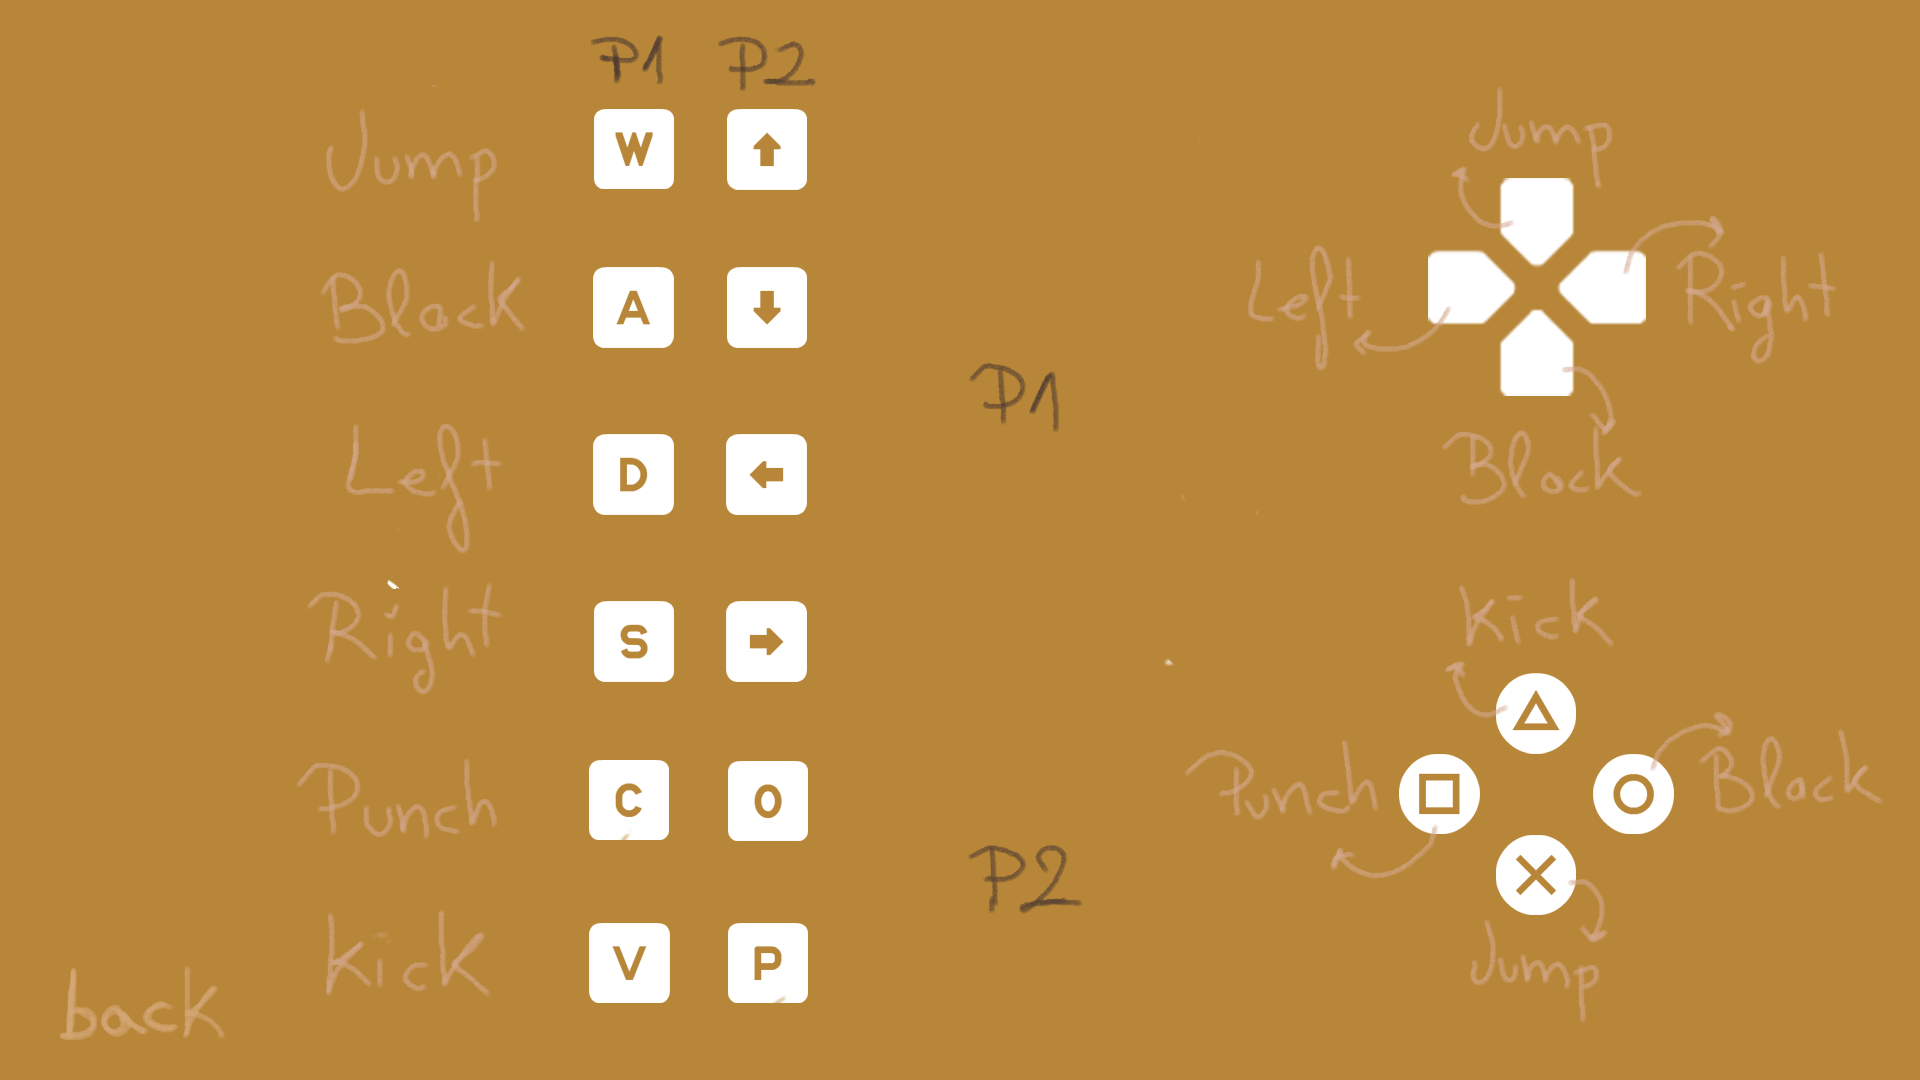 P1 P2
Jump W
Block A
Left D
Right S
Punch C O
Kick V P
back
P1
Jump
Left Right
Block
P2
Kick
Punch Block
Jump